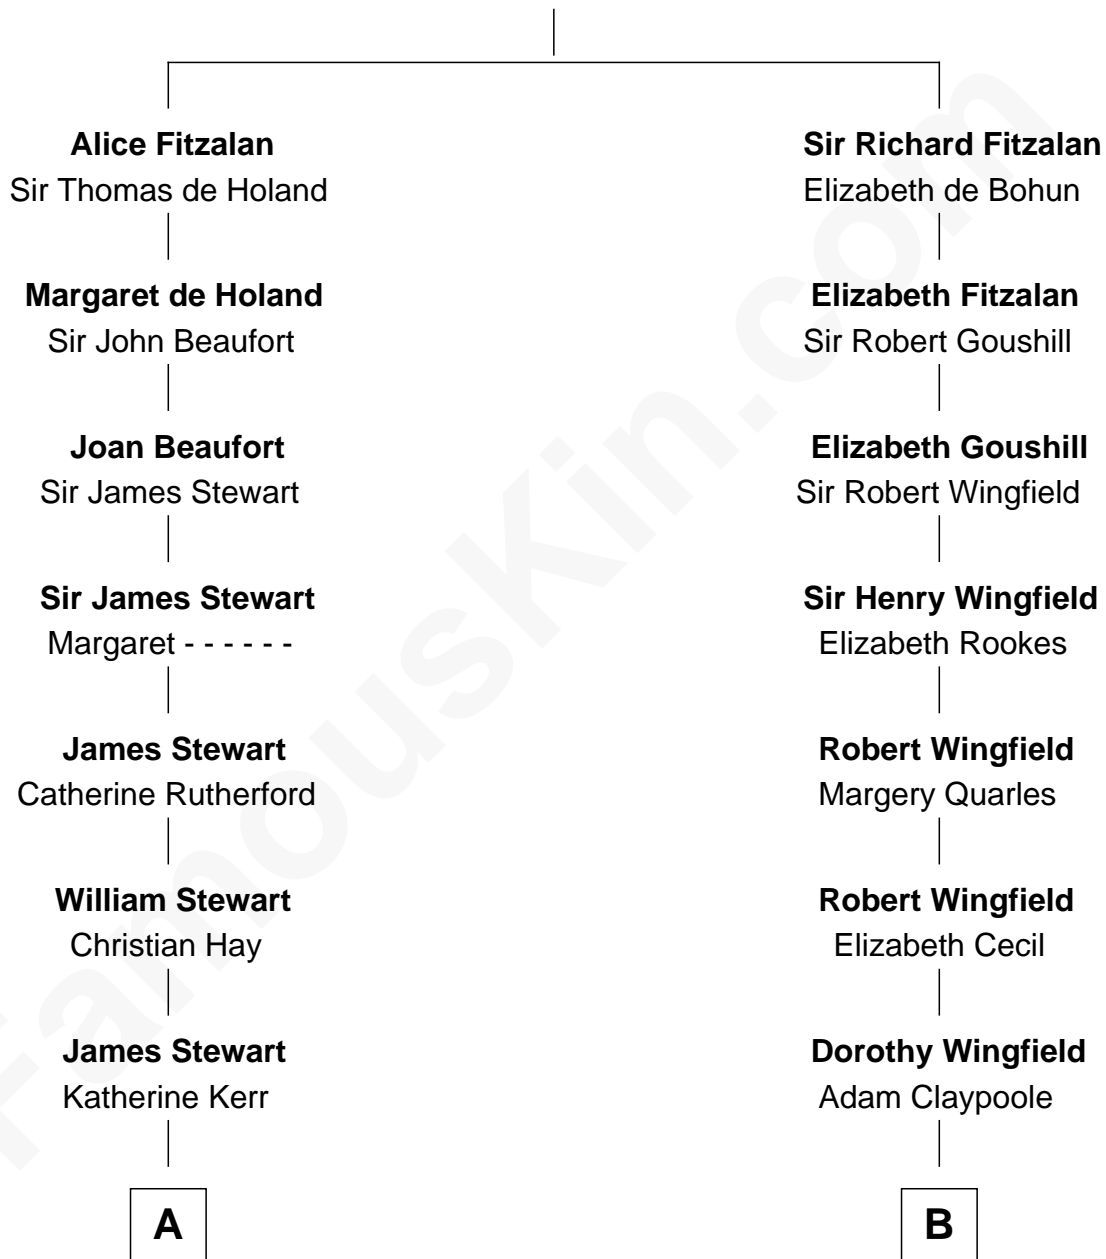 Alice Fitzalan
Sir Thomas de Holand
Margaret de Holand
Sir John Beaufort
Joan Beaufort
Sir James Stewart
Sir James Stewart
Margaret - - - - - -
James Stewart
Catherine Rutherford
William Stewart
Christian Hay
James Stewart
Katherine Kerr
A
Sir Richard Fitzalan
Elizabeth de Bohun
Elizabeth Fitzalan
Sir Robert Goushill
Elizabeth Goushill
Sir Robert Wingfield
Sir Henry Wingfield
Elizabeth Rookes
Robert Wingfield
Margery Quarles
Robert Wingfield
Elizabeth Cecil
Dorothy Wingfield
Adam Claypoole
B
FamousKin.com